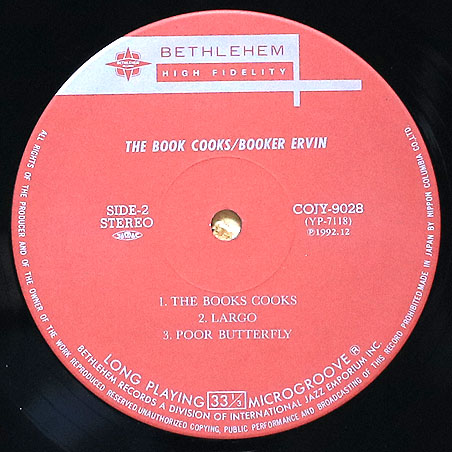 BETHLEHEM
BETHLEHEM
HIGH FIDELITY
THE BOOK COOKS/BOOKER ERVIN
SIDE-2
STEREO
COJY-9028
(YP-7118)
℗1992.12
1. THE BOOKS COOKS
2. LARGO
3. POOR BUTTERFLY
LONG PLAYING 33 1/3 MICROGROOVE®
BETHLEHEM RECORDS A DIVISION OF INTERNATIONAL JAZZ EMPORIUM INC.
ALL RIGHTS OF THE PRODUCER AND OF THE OWNER OF THE WORK REPRODUCED RESERVED. UNAUTHORIZED COPYING, PUBLIC PERFORMANCE AND BROADCASTING OF THIS RECORD PROHIBITED MADE IN JAPAN BY NIPPON COLUMBIA CO., LTD.